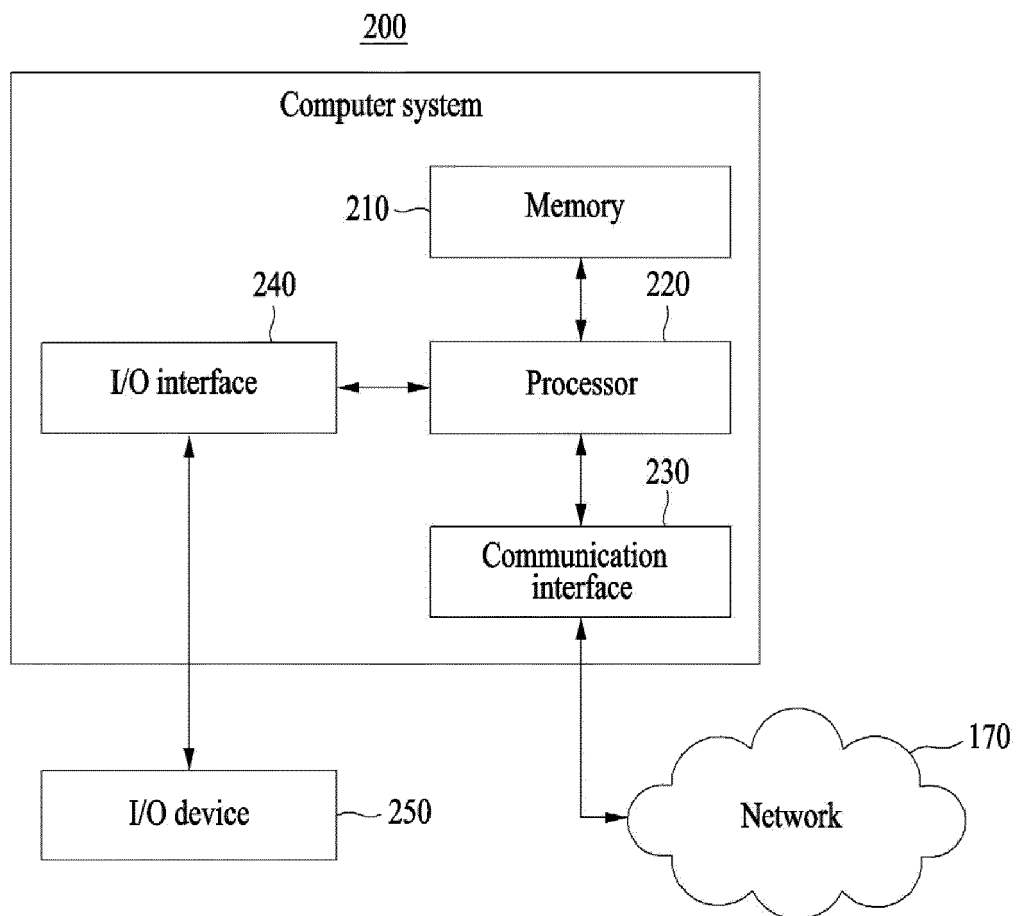 200
Computer system
210
Memory
240
220
I/O interface
Processor
230
Communication
interface
170
I/O device
250
Network